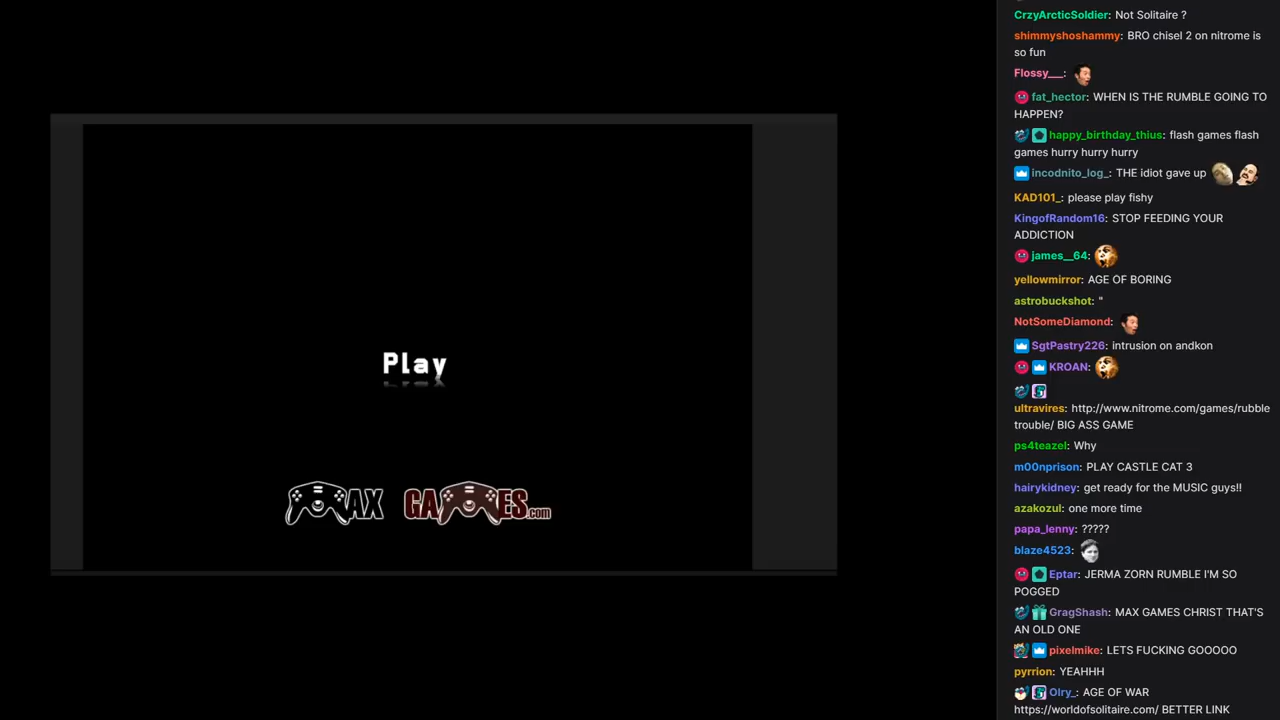 Play
MAX GAMES.com
CrzyArcticSoldier: Not Solitaire ?
shimmyshoshammy: BRO chisel 2 on nitrome is
so fun
Flossy___:
fat_hector: WHEN IS THE RUMBLE GOING TO
HAPPEN?
happy_birthday_thius: flash games flash
games hurry hurry hurry
incodnito_log_: THE idiot gave up
KAD101_: please play fishy
KingofRandom16: STOP FEEDING YOUR
ADDICTION
james__64:
yellowmirror: AGE OF BORING
astrobuckshot: "
NotSomeDiamond:
SgtPastry226: intrusion on andkon
KROAN:
ultravires: http://www.nitrome.com/games/rubble
trouble/ BIG ASS GAME
ps4teazel: Why
m00nprison: PLAY CASTLE CAT 3
hairykidney: get ready for the MUSIC guys!!
azakozul: one more time
papa_lenny: ?????
blaze4523:
Eptar: JERMA ZORN RUMBLE I'M SO
POGGED
GragShash: MAX GAMES CHRIST THAT'S
AN OLD ONE
pixelmike: LETS FUCKING GOOOOO
pyrrion: YEAHHH
Olry_: AGE OF WAR
https://worldofsolitaire.com/ BETTER LINK